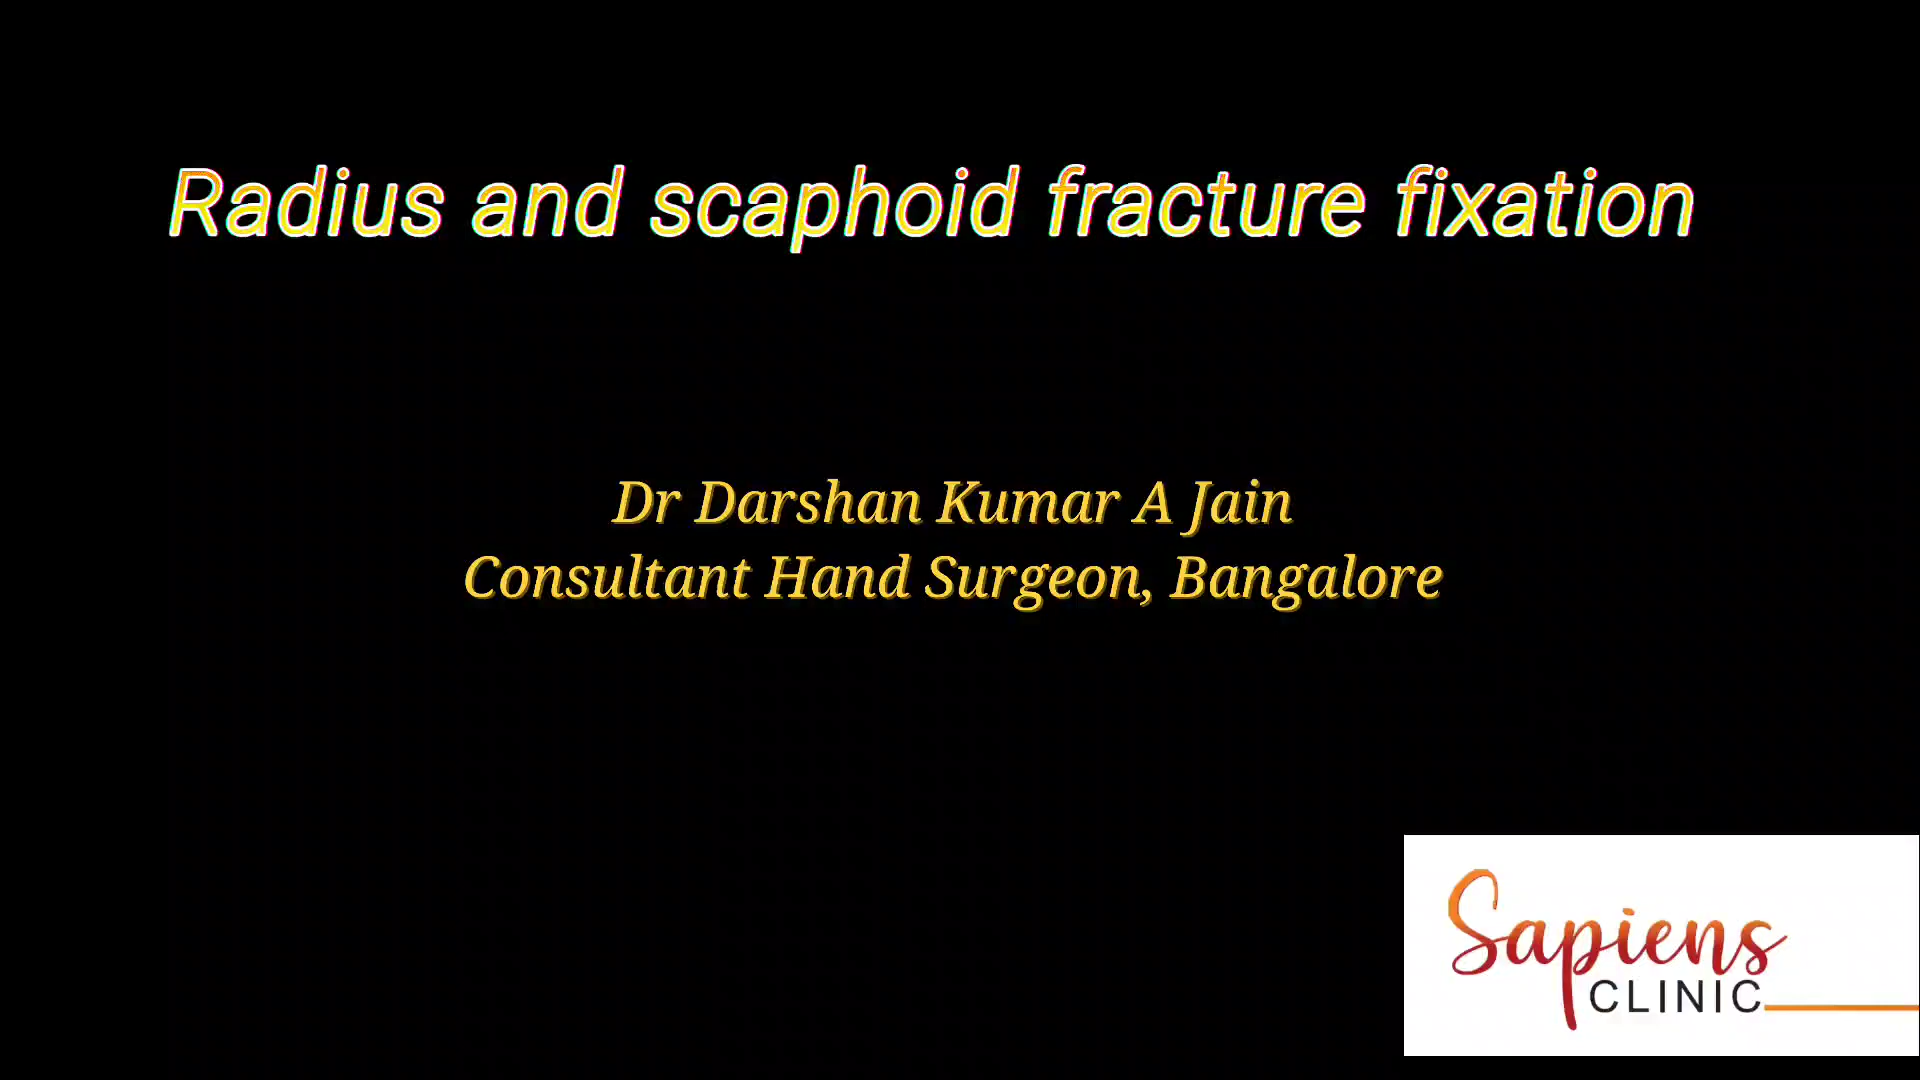 Radius and scaphoid fracture fixation
Dr Darshan Kumar A Jain
Consultant Hand Surgeon, Bangalore
Sapiens
CLINIC